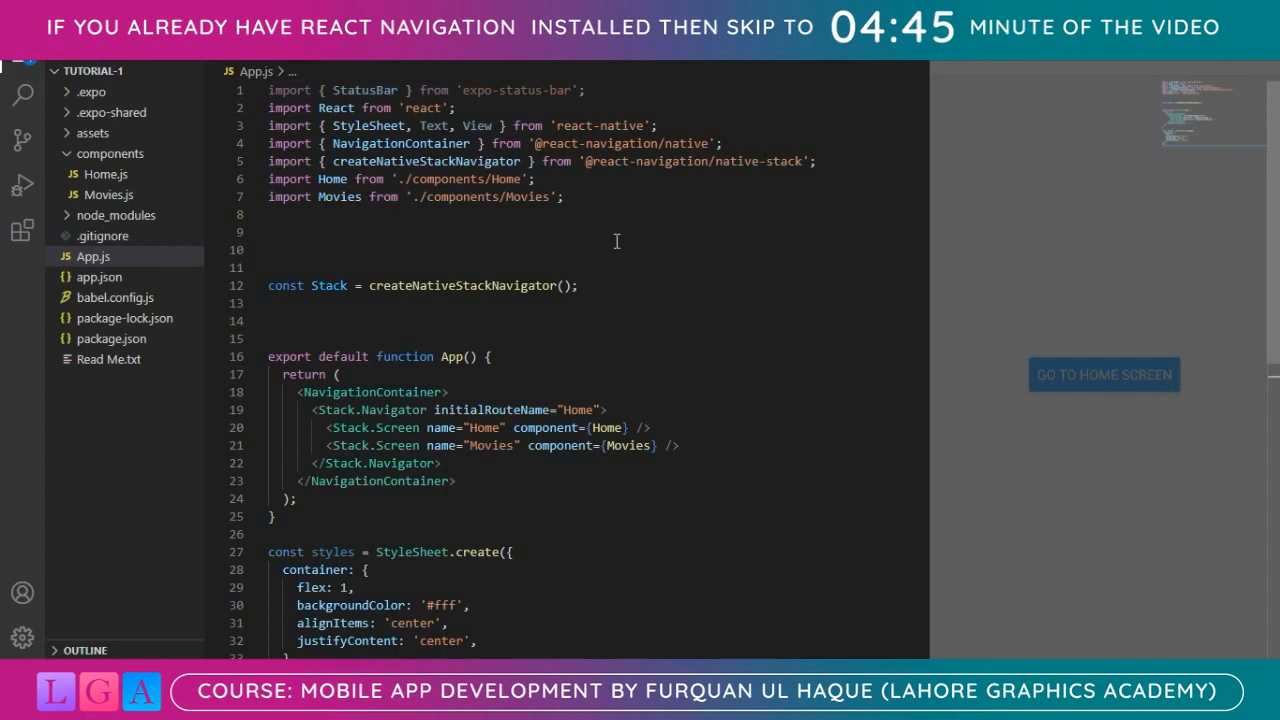 IF YOU ALREADY HAVE REACT NAVIGATION INSTALLED THEN SKIP TO 04:45 MINUTE OF THE VIDEO
TUTORIAL-1
.expo
.expo-shared
assets
components
JS Home.js
JS Movies.js
node_modules
.gitignore
JS App.js
{} app.json
babel.config.js
{} package-lock.json
{} package.json
Read Me.txt
OUTLINE
JS App.js > ...
1 import { StatusBar } from 'expo-status-bar';
2 import React from 'react';
3 import { StyleSheet, Text, View } from 'react-native';
4 import { NavigationContainer } from '@react-navigation/native';
5 import { createNativeStackNavigator } from '@react-navigation/native-stack';
6 import Home from './components/Home';
7 import Movies from './components/Movies';
8
9
10
11
12 const Stack = createNativeStackNavigator();
13
14
15
16 export default function App() {
17 return (
18 <NavigationContainer>
19 <Stack.Navigator initialRouteName="Home">
20 <Stack.Screen name="Home" component={Home} />
21 <Stack.Screen name="Movies" component={Movies} />
22 </Stack.Navigator>
23 </NavigationContainer>
24 );
25 }
26
27 const styles = StyleSheet.create({
28 container: {
29 flex: 1,
30 backgroundColor: '#fff',
31 alignItems: 'center',
32 justifyContent: 'center',
GO TO HOME SCREEN
LGA
COURSE: MOBILE APP DEVELOPMENT BY FURQUAN UL HAQUE (LAHORE GRAPHICS ACADEMY)